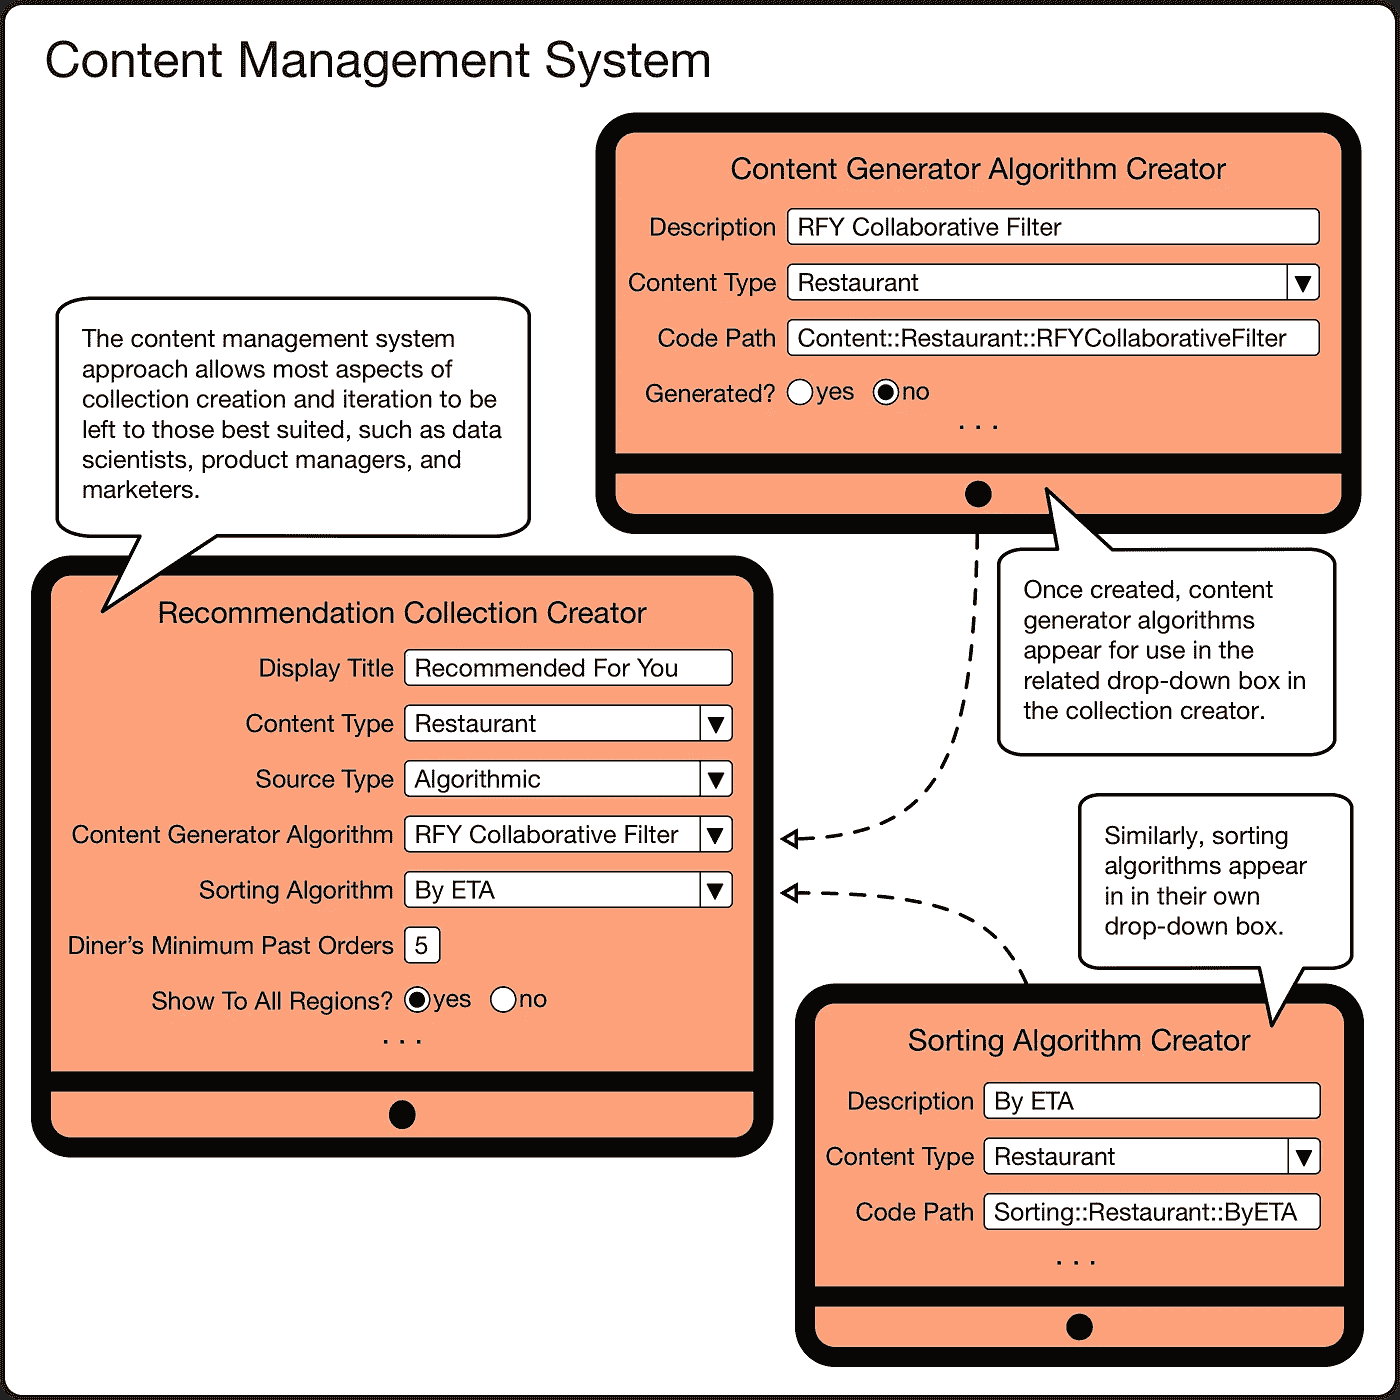 Content Management System
Content Generator Algorithm Creator
Description RFY Collaborative Filter
Content Type Restaurant ▼
Code Path Content::Restaurant::RFYCollaborativeFilter
Generated? yes no
. . .
The content management system
approach allows most aspects of
collection creation and iteration to be
left to those best suited, such as data
scientists, product managers, and
marketers.
Once created, content
generator algorithms
appear for use in the
related drop-down box in
the collection creator.
Recommendation Collection Creator
Display Title Recommended For You
Content Type Restaurant ▼
Source Type Algorithmic ▼
Content Generator Algorithm RFY Collaborative Filter ▼
Sorting Algorithm By ETA ▼
Diner's Minimum Past Orders 5
Show To All Regions? yes no
. . .
Similarly, sorting
algorithms appear
in in their own
drop-down box.
Sorting Algorithm Creator
Description By ETA
Content Type Restaurant ▼
Code Path Sorting::Restaurant::ByETA
. . .